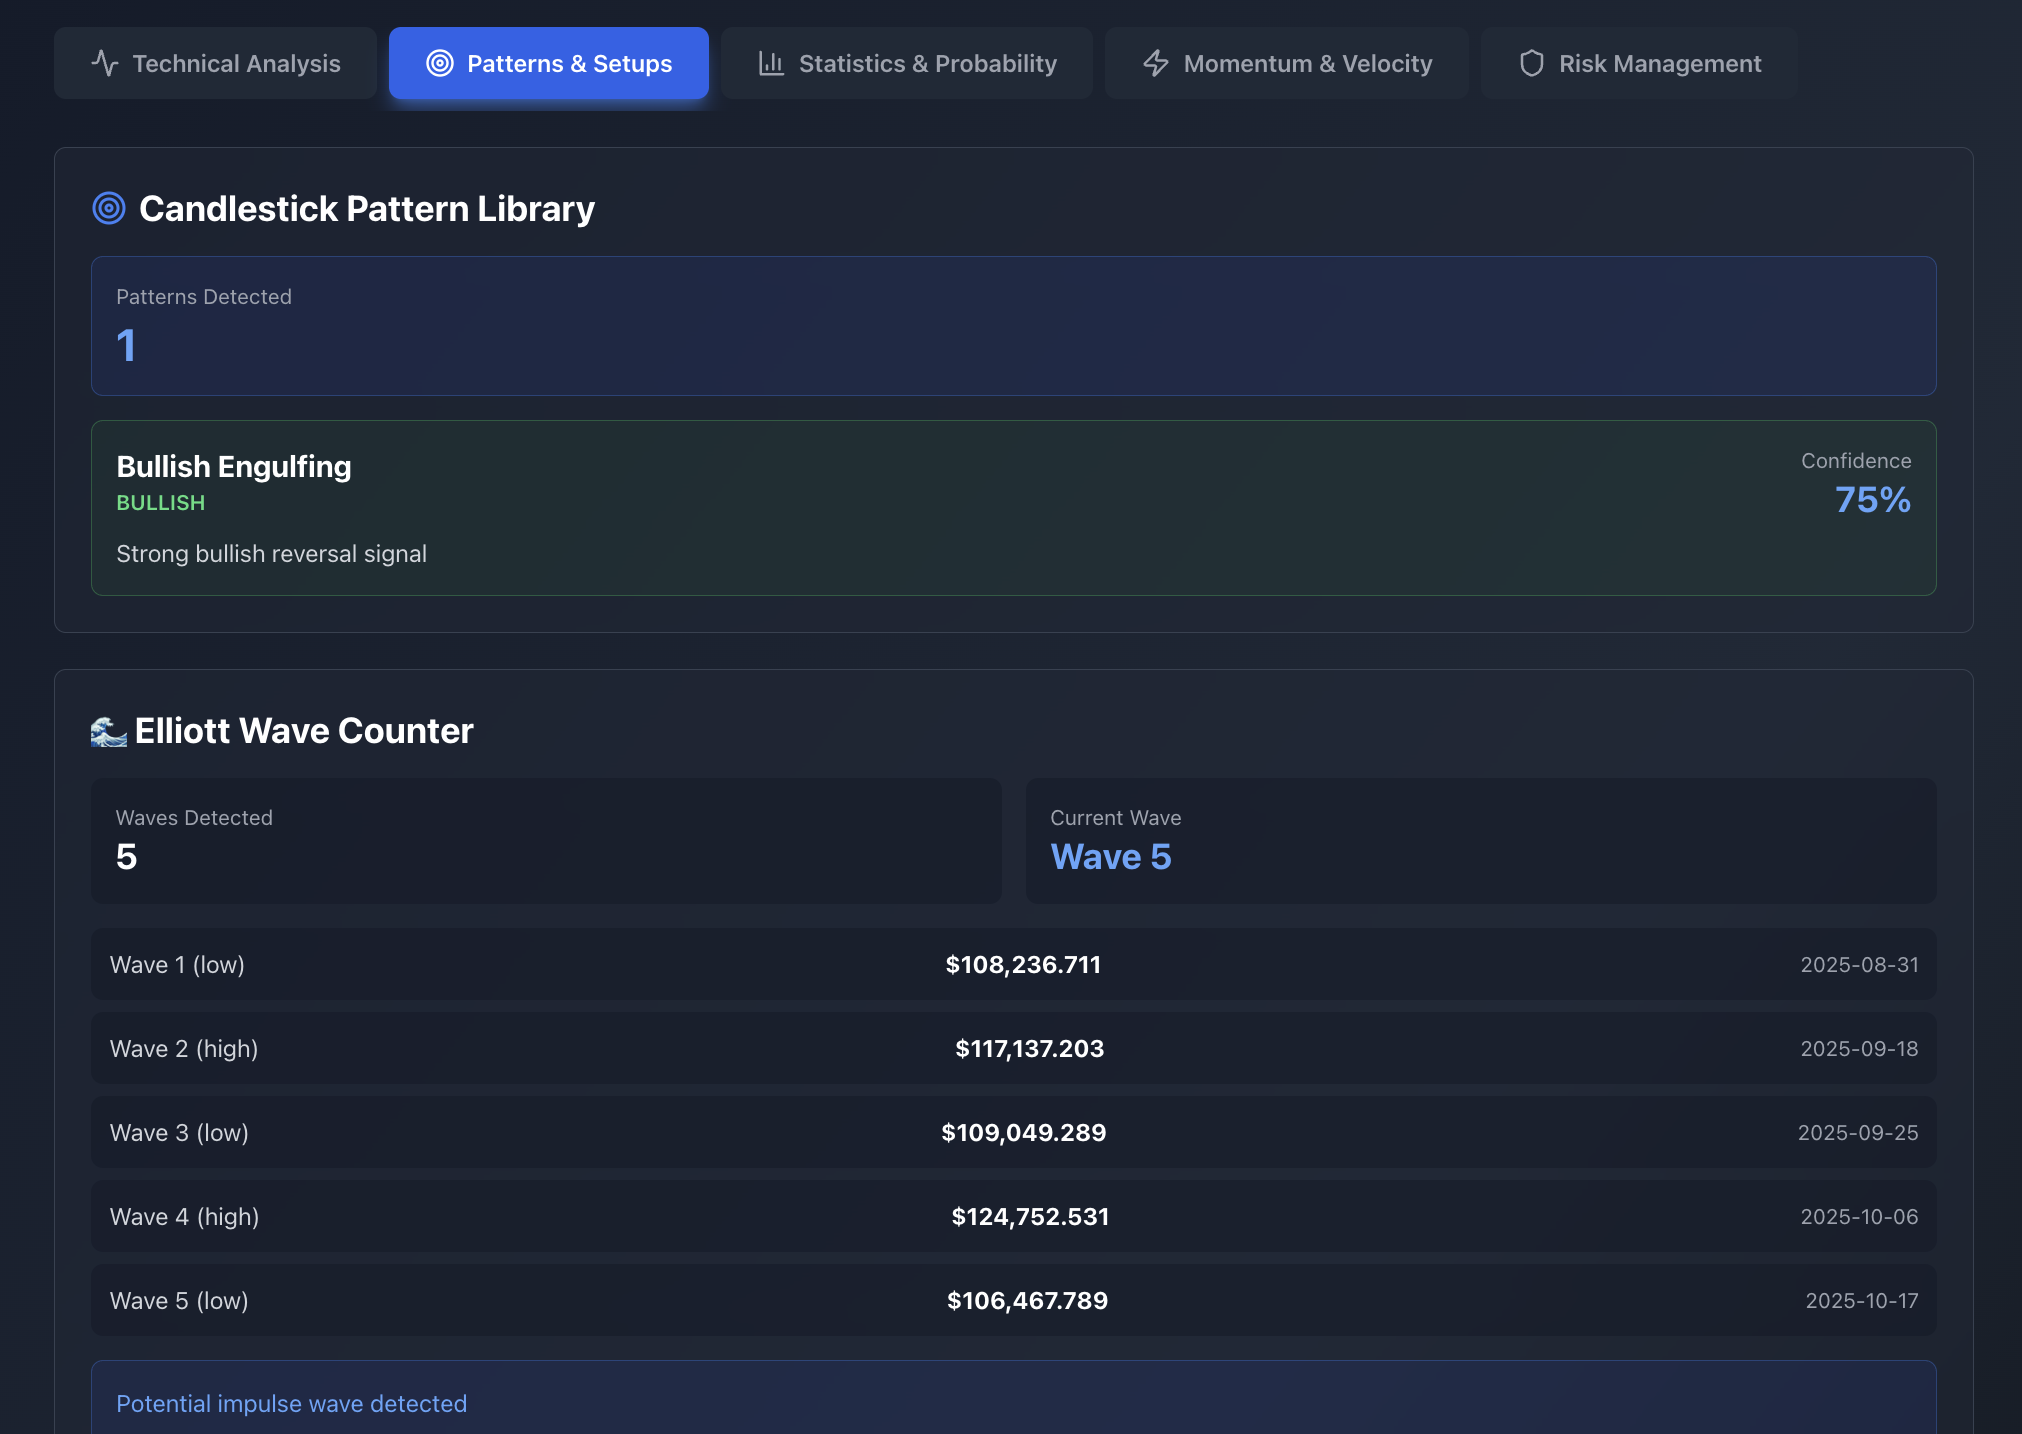 Technical Analysis
Patterns & Setups
Statistics & Probability
Momentum & Velocity
Risk Management
Candlestick Pattern Library
Patterns Detected
1
Bullish Engulfing
BULLISH
Strong bullish reversal signal
Confidence
75%
Elliott Wave Counter
Waves Detected
5
Current Wave
Wave 5
Wave 1 (low) $108,236.711 2025-08-31
Wave 2 (high) $117,137.203 2025-09-18
Wave 3 (low) $109,049.289 2025-09-25
Wave 4 (high) $124,752.531 2025-10-06
Wave 5 (low) $106,467.789 2025-10-17
Potential impulse wave detected